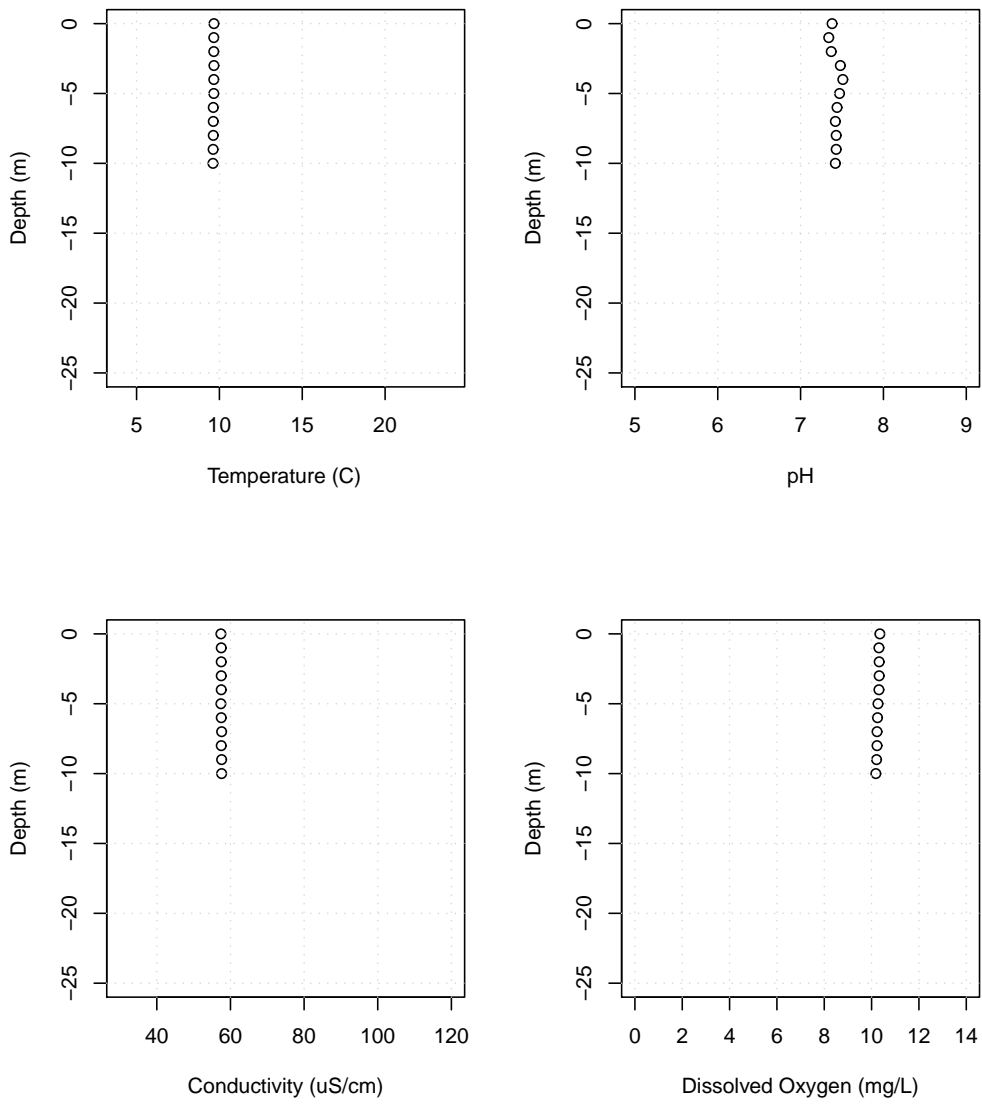 0
−5
−10
−15
−20
−25
Depth (m)
5 10 15 20
Temperature (C)
0
−5
−10
−15
−20
−25
Depth (m)
5 6 7 8 9
pH
0
−5
−10
−15
−20
−25
Depth (m)
40 60 80 100 120
Conductivity (uS/cm)
0
−5
−10
−15
−20
−25
Depth (m)
0 2 4 6 8 10 12 14
Dissolved Oxygen (mg/L)